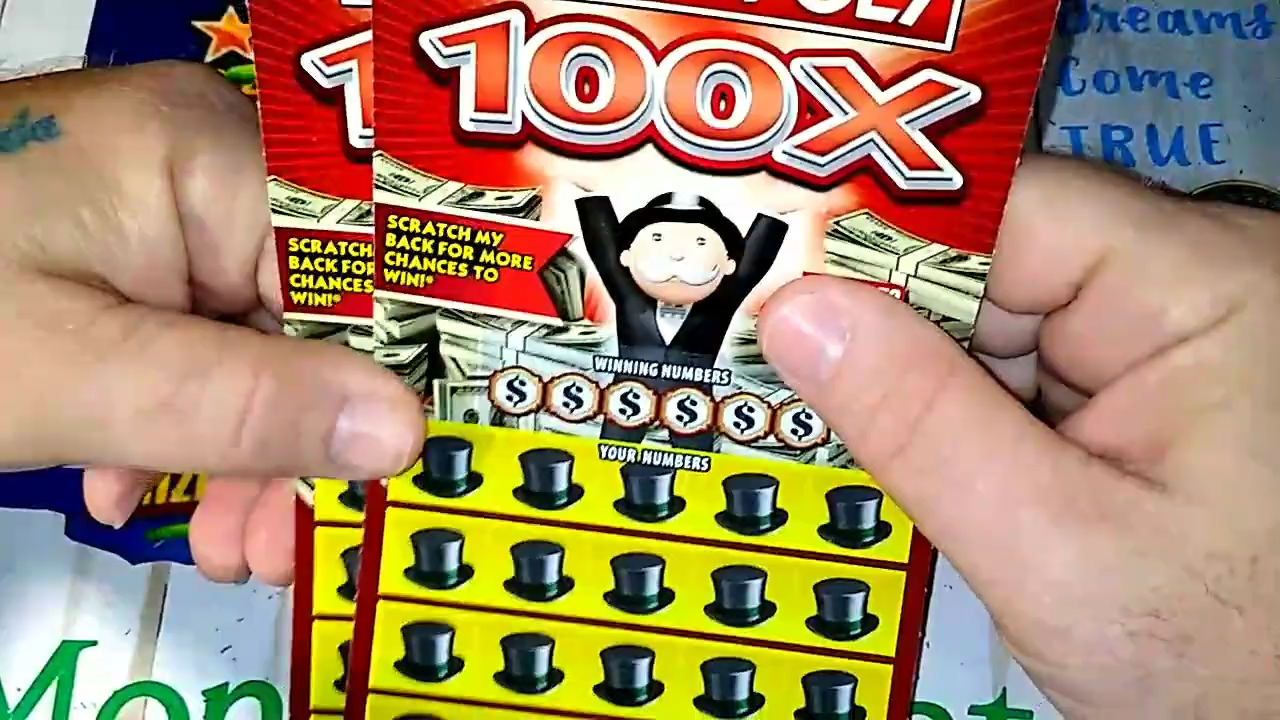 100X
SCRATCH MY
BACK FOR MORE
CHANCES TO
WIN!®
SCRATCH
BACK FOR
CHANCES
WIN!®
WINNING NUMBERS
$ $ $ $ $ $
YOUR NUMBERS
Dreams
Come
TRUE